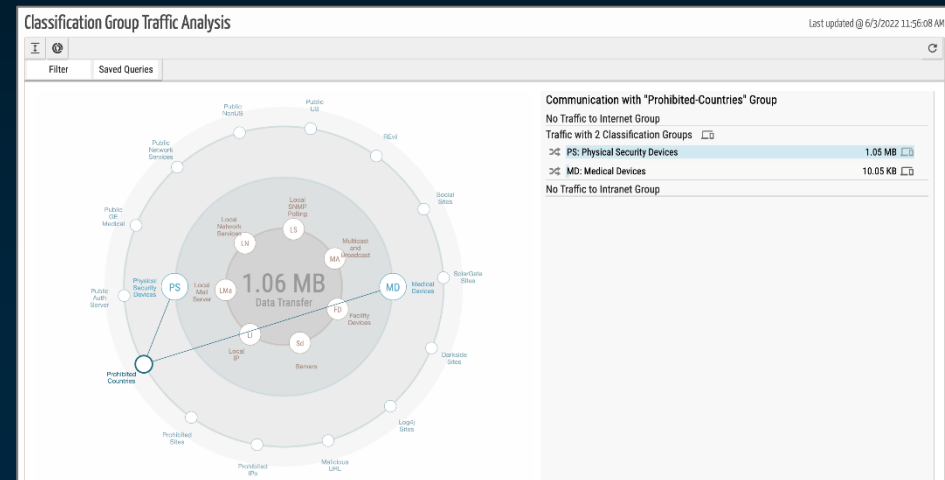 Classification Group Traffic Analysis
Last updated @ 6/3/2022 11:56:08 AM
Filter
Saved Queries
Public
NonUS
Public
US
REvil
Public
Network
Services
Social
Sites
Public
GE
Medical
SolarGate
Sites
Public
Auth
Server
Darkside
Sites
Prohibited
Countries
Log4j
Sites
Prohibited
Sites
Malicious
URL
Prohibited
IPs
Physical
Security
Devices
PS
MD
Medical
Devices
Local
SNMP
Polling
LS
Local
Network
Services
LN
Multicast
and
Broadcast
MA
Local
Mail
Server
LMs
FD
Facility
Devices
LI
Local
IP
Sd
Servers
1.06 MB
Data Transfer
Communication with "Prohibited-Countries" Group
No Traffic to Internet Group
Traffic with 2 Classification Groups
PS: Physical Security Devices 1.05 MB
MD: Medical Devices 10.05 KB
No Traffic to Intranet Group